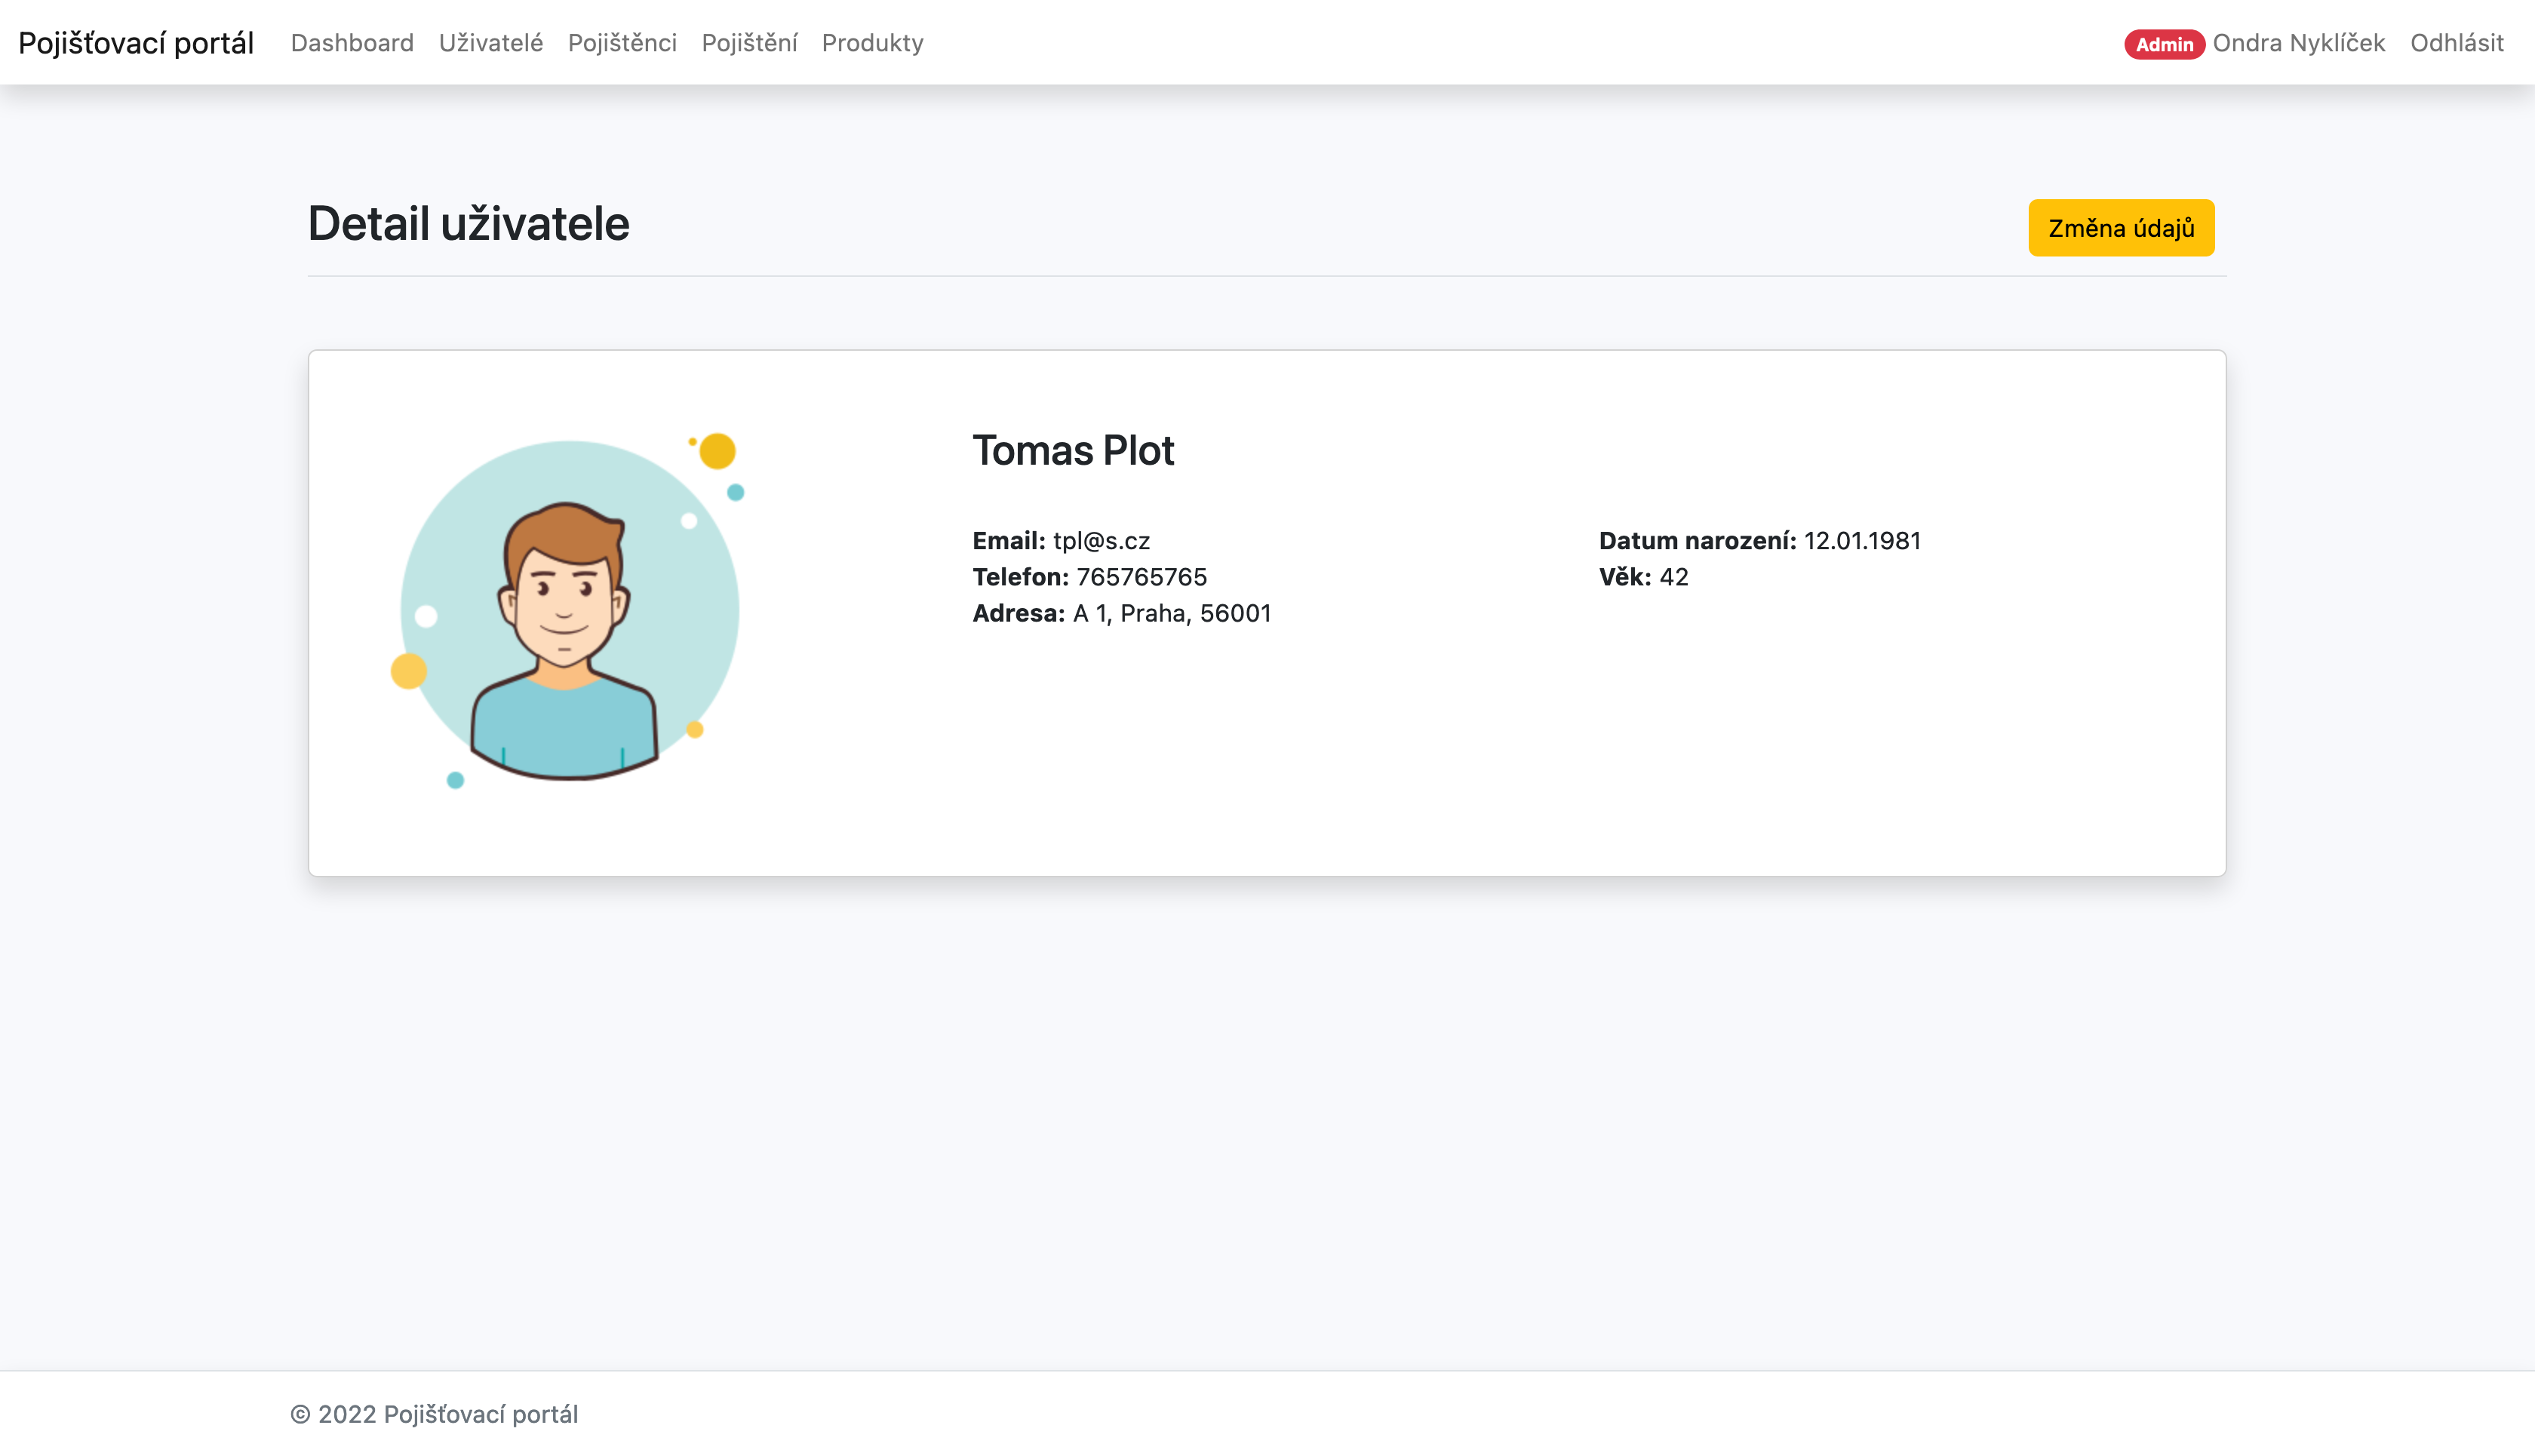 Pojišťovací portál Dashboard Uživatelé Pojištěnci Pojištění Produkty Admin Ondra Nyklíček Odhlásit
Detail uživatele Změna údajů
Tomas Plot
Email: tpl@s.cz Datum narození: 12.01.1981
Telefon: 765765765 Věk: 42
Adresa: A 1, Praha, 56001
© 2022 Pojišťovací portál